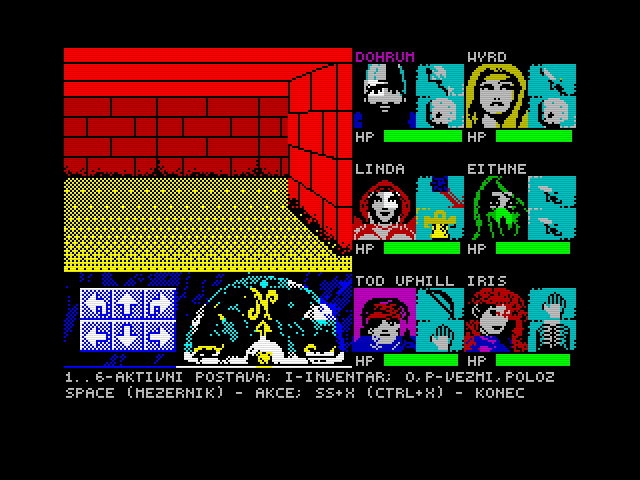 DOHRUM WYRD
HP HP
LINDA EITHNE
HP HP
TOD UPHILL IRIS
HP HP
1..6-AKTIVNI POSTAVA; I-INVENTAR; O,P-VEZMI,POLOZ
SPACE (MEZERNIK) - AKCE; SS+X (CTRL+X) - KONEC